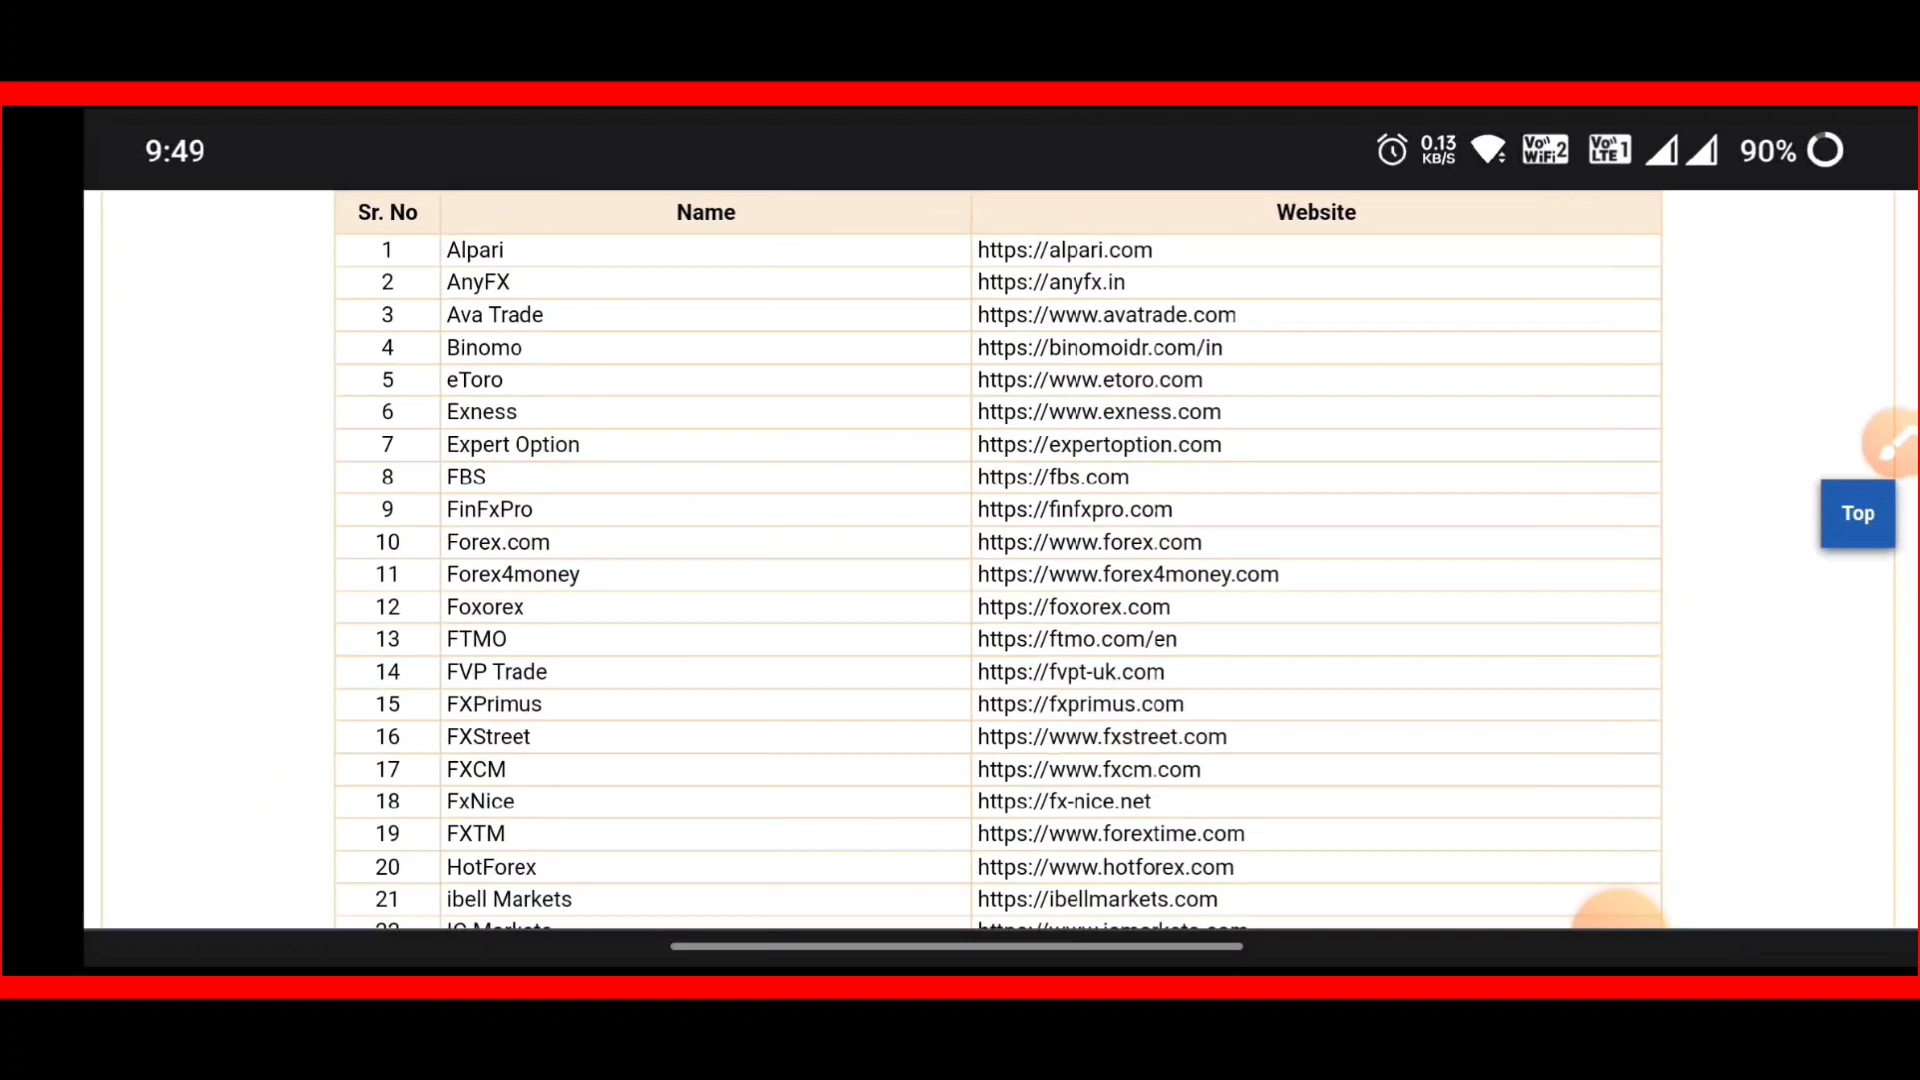 9:49 0.13 KB/S Vo WiFi 2 Vo LTE 1 90%
Sr. No Name Website
1 Alpari https://alpari.com
2 AnyFX https://anyfx.in
3 Ava Trade https://www.avatrade.com
4 Binomo https://binomoidr.com/in
5 eToro https://www.etoro.com
6 Exness https://www.exness.com
7 Expert Option https://expertoption.com
8 FBS https://fbs.com
9 FinFxPro https://finfxpro.com
10 Forex.com https://www.forex.com
Top
11 Forex4money https://www.forex4money.com
12 Foxorex https://foxorex.com
13 FTMO https://ftmo.com/en
14 FVP Trade https://fvpt-uk.com
15 FXPrimus https://fxprimus.com
16 FXStreet https://www.fxstreet.com
17 FXCM https://www.fxcm.com
18 FxNice https://fx-nice.net
19 FXTM https://www.forextime.com
20 HotForex https://www.hotforex.com
21 ibell Markets https://ibellmarkets.com